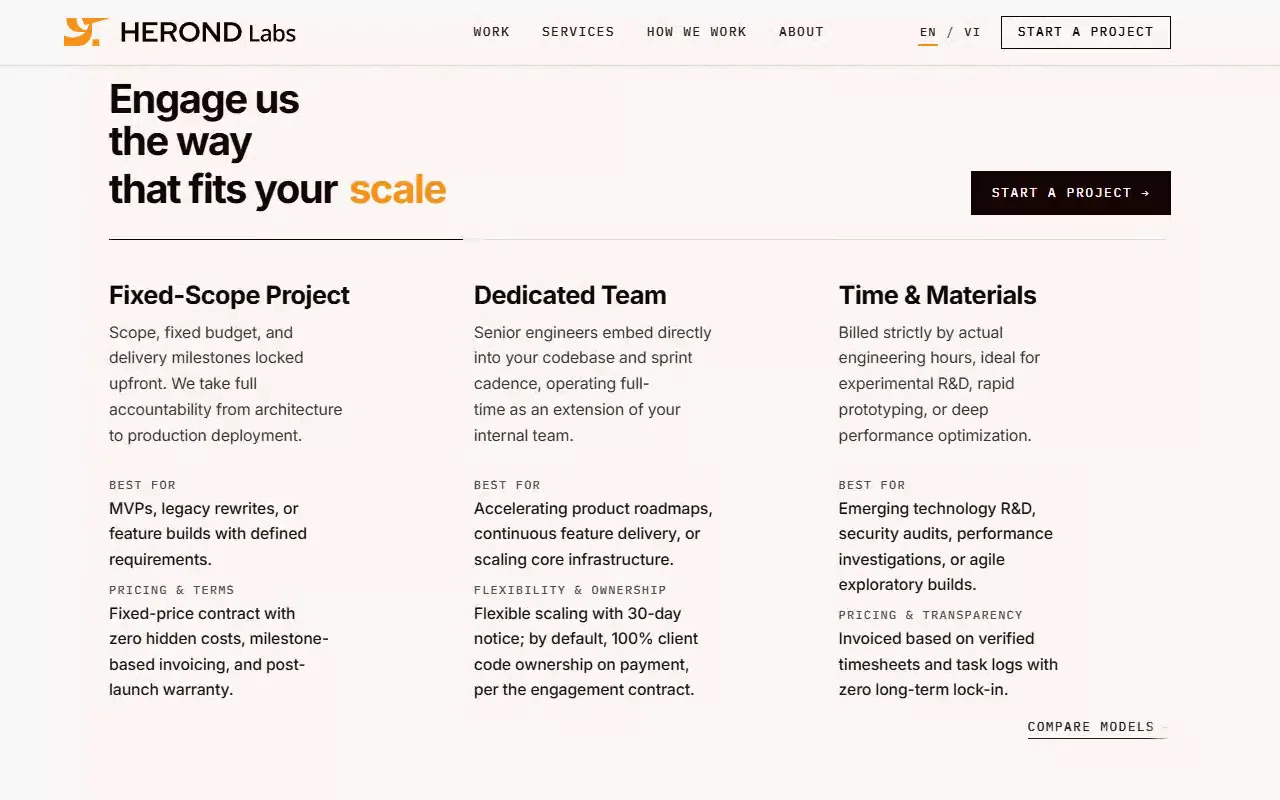 HEROND Labs
WORK
SERVICES
HOW WE WORK
ABOUT
EN / VI
START A PROJECT
Engage us
the way
that fits your scale
START A PROJECT →
Fixed-Scope Project
Scope, fixed budget, and
delivery milestones locked
upfront. We take full
accountability from architecture
to production deployment.
BEST FOR
MVPs, legacy rewrites, or
feature builds with defined
requirements.
PRICING & TERMS
Fixed-price contract with
zero hidden costs, milestone-
based invoicing, and post-
launch warranty.
Dedicated Team
Senior engineers embed directly
into your codebase and sprint
cadence, operating full-
time as an extension of your
internal team.
BEST FOR
Accelerating product roadmaps,
continuous feature delivery, or
scaling core infrastructure.
FLEXIBILITY & OWNERSHIP
Flexible scaling with 30-day
notice; by default, 100% client
code ownership on payment,
per the engagement contract.
Time & Materials
Billed strictly by actual
engineering hours, ideal for
experimental R&D, rapid
prototyping, or deep
performance optimization.
BEST FOR
Emerging technology R&D,
security audits, performance
investigations, or agile
exploratory builds.
PRICING & TRANSPARENCY
Invoiced based on verified
timesheets and task logs with
zero long-term lock-in.
COMPARE MODELS